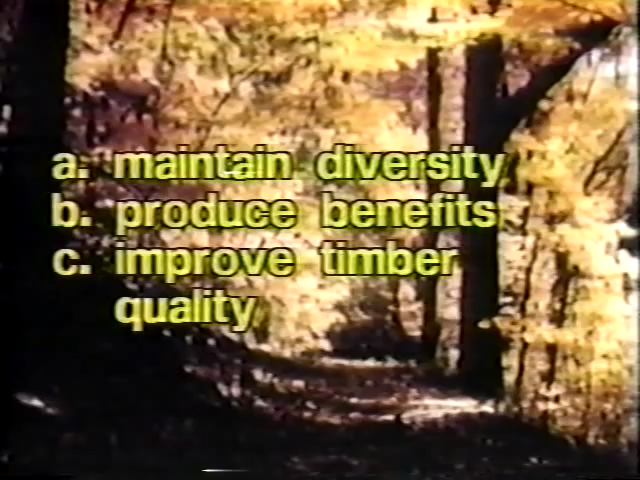 a. maintain diversity
b. produce benefits
c. improve timber
quality